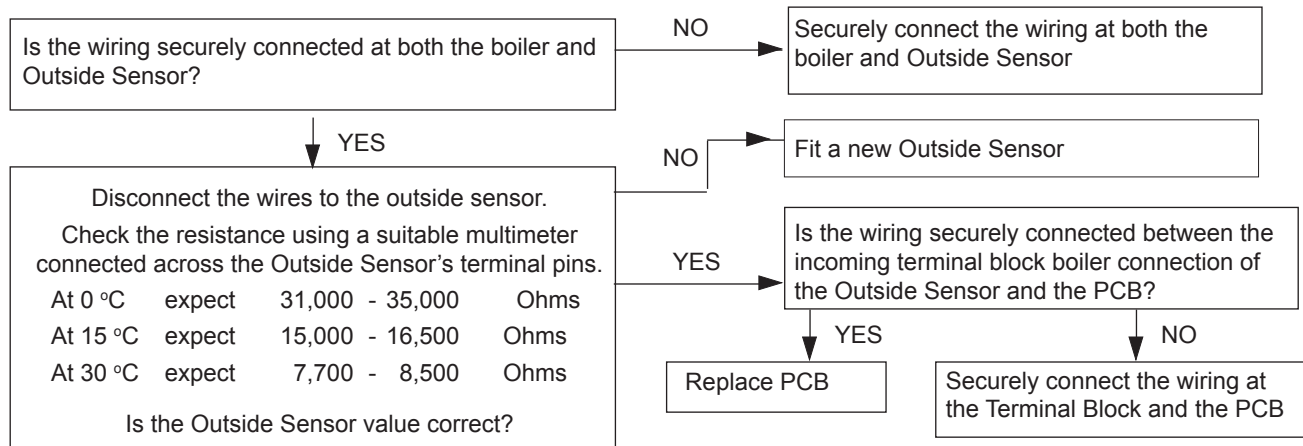 Is the wiring securely connected at both the boiler and
Outside Sensor?
NO
Securely connect the wiring at both the
boiler and Outside Sensor
YES
Disconnect the wires to the outside sensor.
Check the resistance using a suitable multimeter
connected across the Outside Sensor's terminal pins.
At 0 °C expect 31,000 - 35,000 Ohms
At 15 °C expect 15,000 - 16,500 Ohms
At 30 °C expect 7,700 - 8,500 Ohms
Is the Outside Sensor value correct?
NO
Fit a new Outside Sensor
YES
Is the wiring securely connected between the
incoming terminal block boiler connection of
the Outside Sensor and the PCB?
YES
Replace PCB
NO
Securely connect the wiring at
the Terminal Block and the PCB